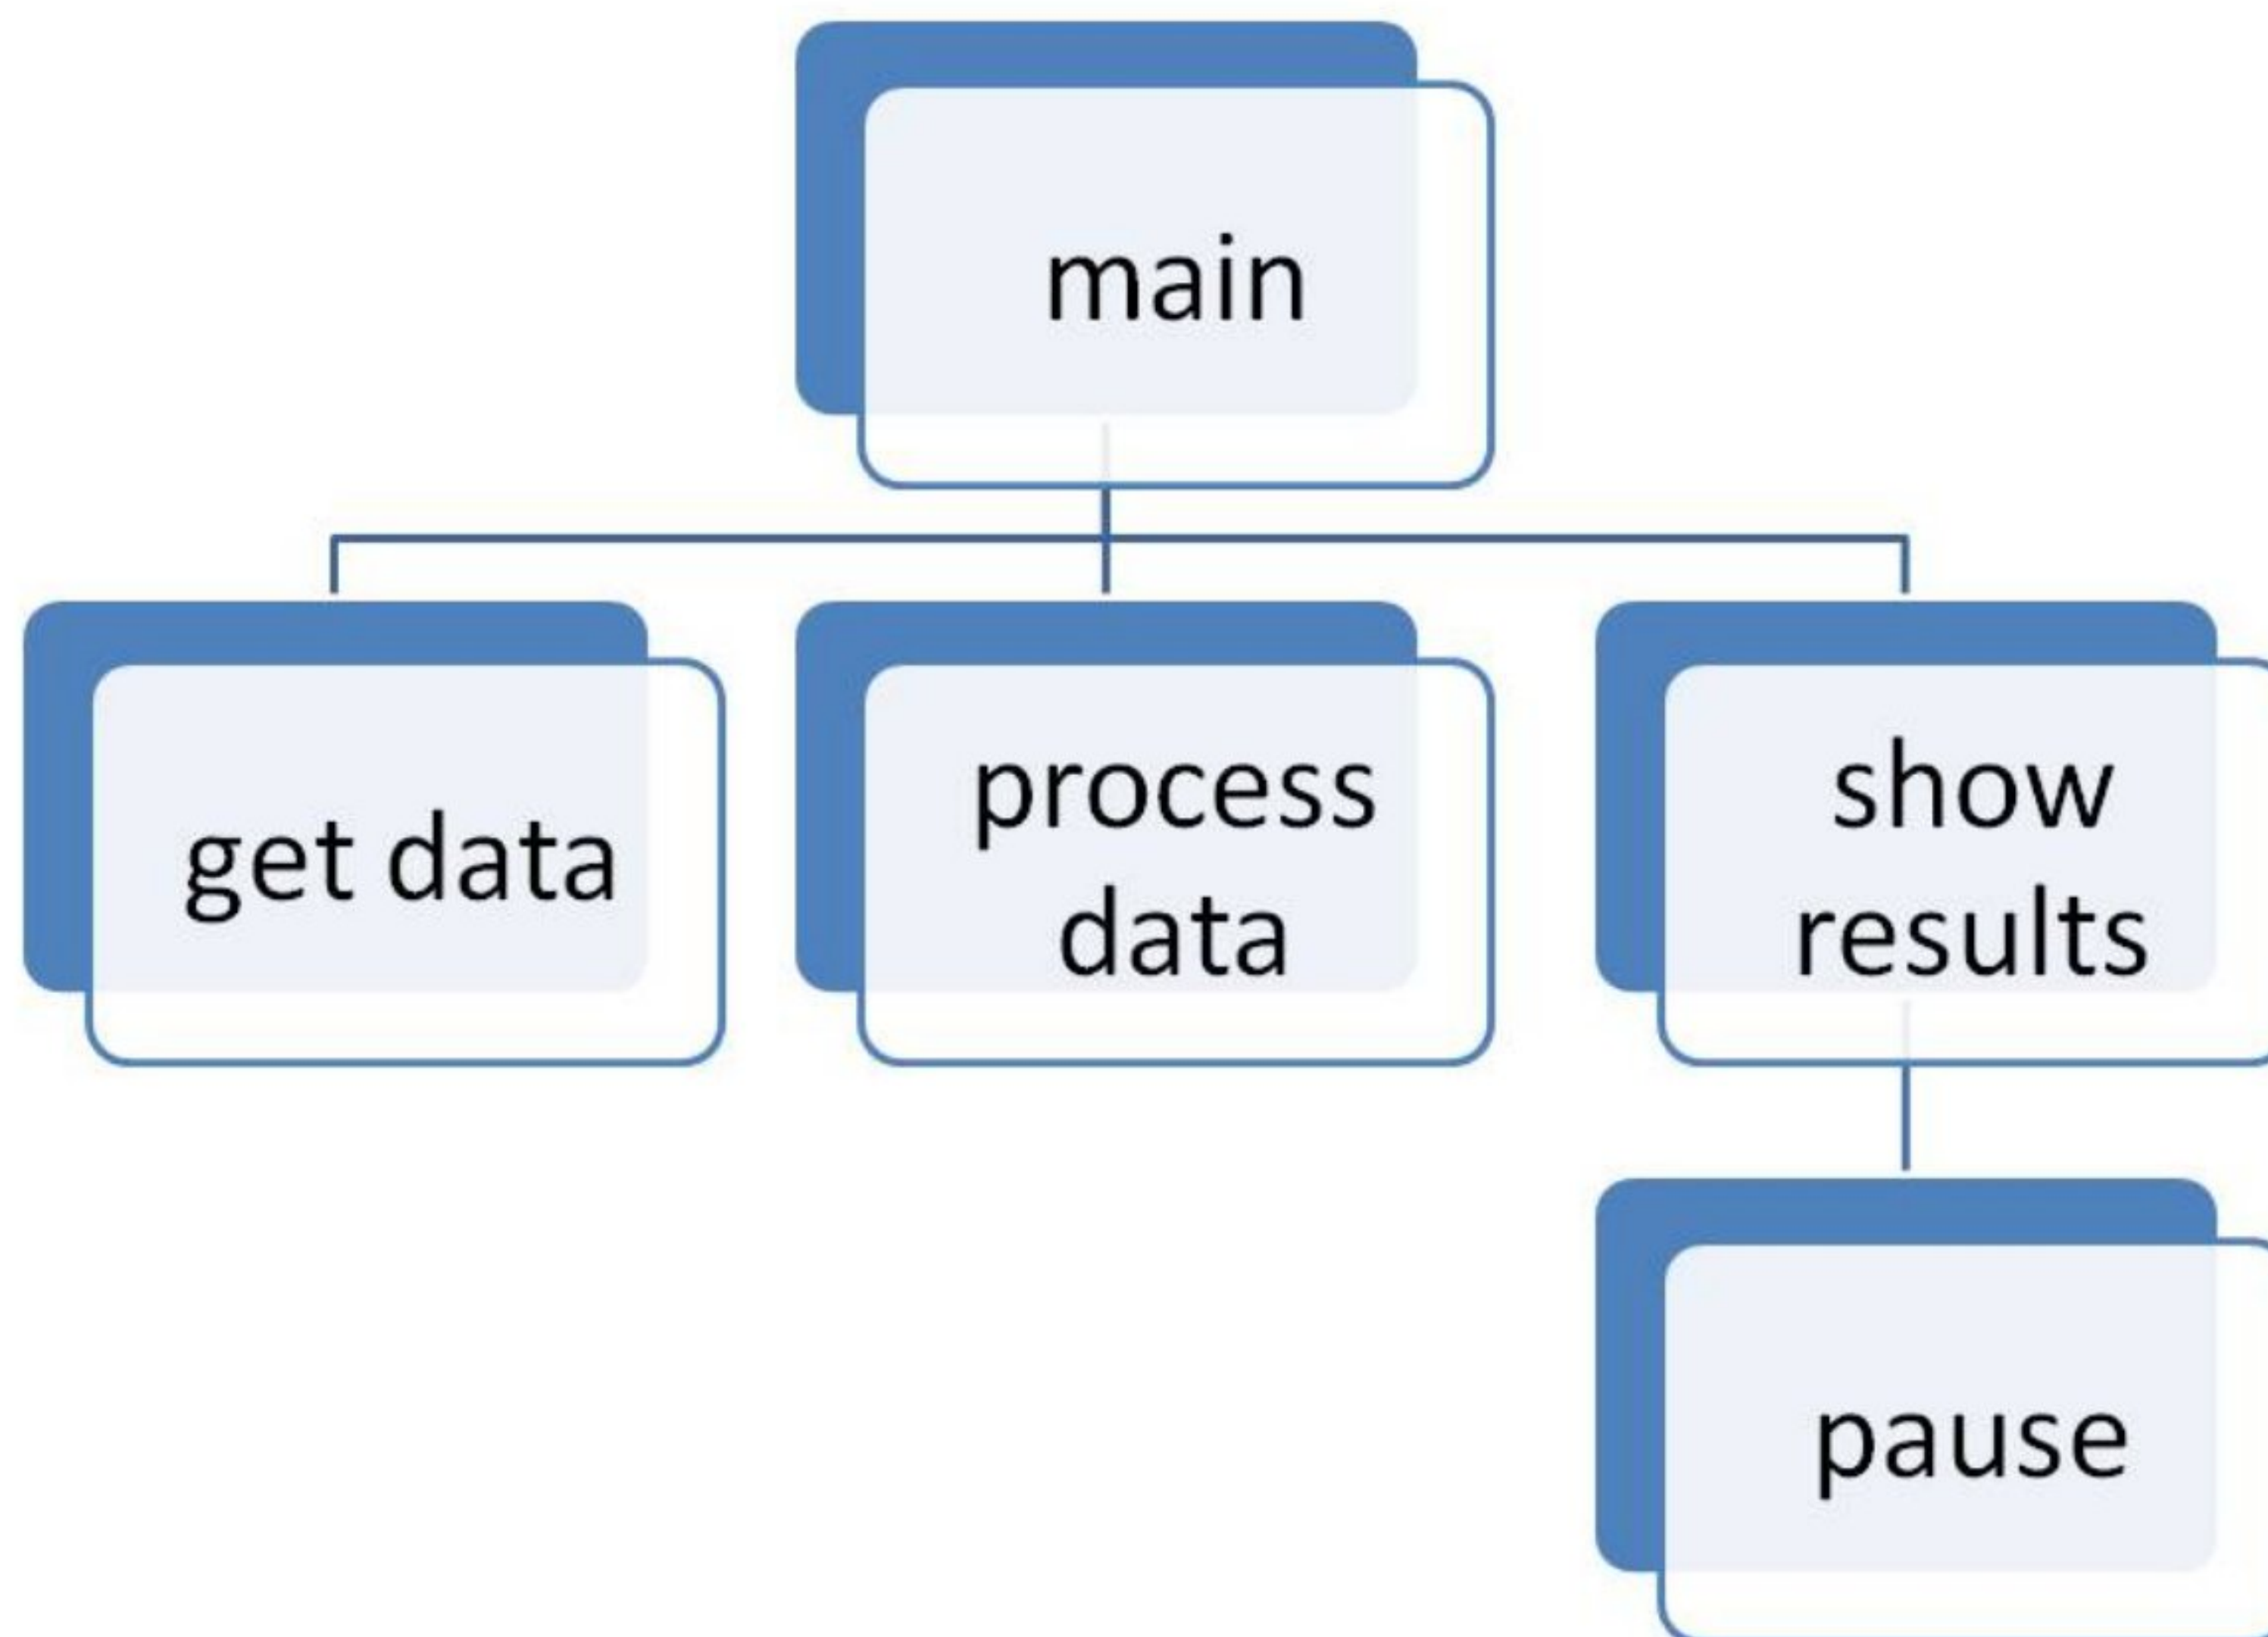 main
get data
process
data
show
results
pause